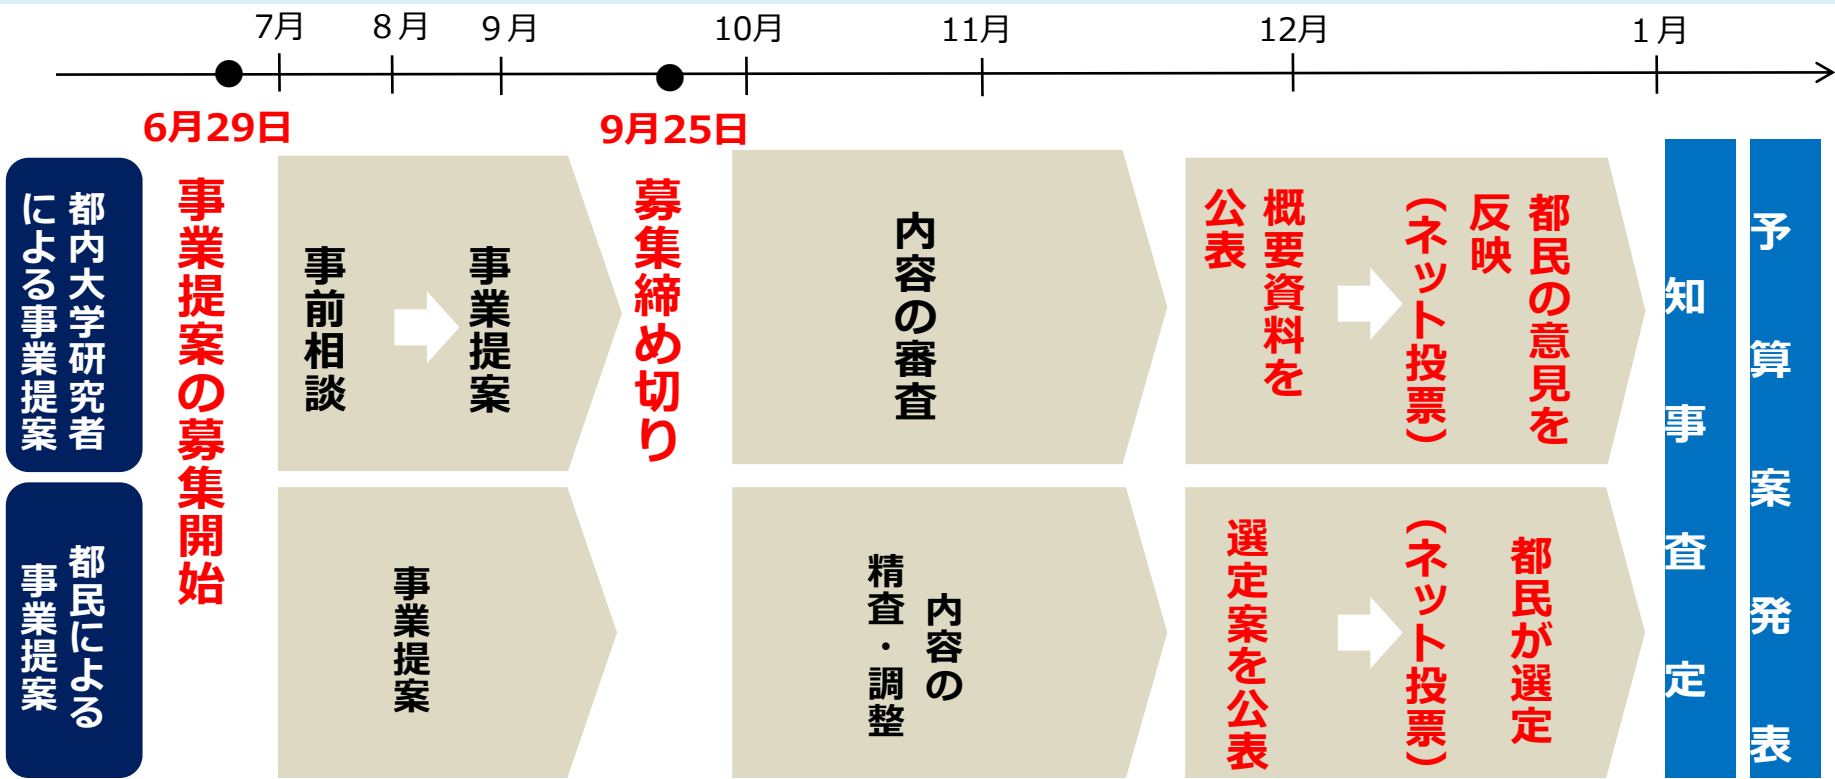 7月
8月
9月
10月
11月
12月
1月
6月29日
9月25日
都内大学研究者
による事業提案
事業提案の募集開始
事前相談
事業提案
募集締め切り
内容の審査
概要資料を
公表
都民の意見を
反映
(ネット投票)
都民による
事業提案
事業提案
内容の
精査・調整
選定案を公表
都民が選定
(ネット投票)
知事査定
予算案発表